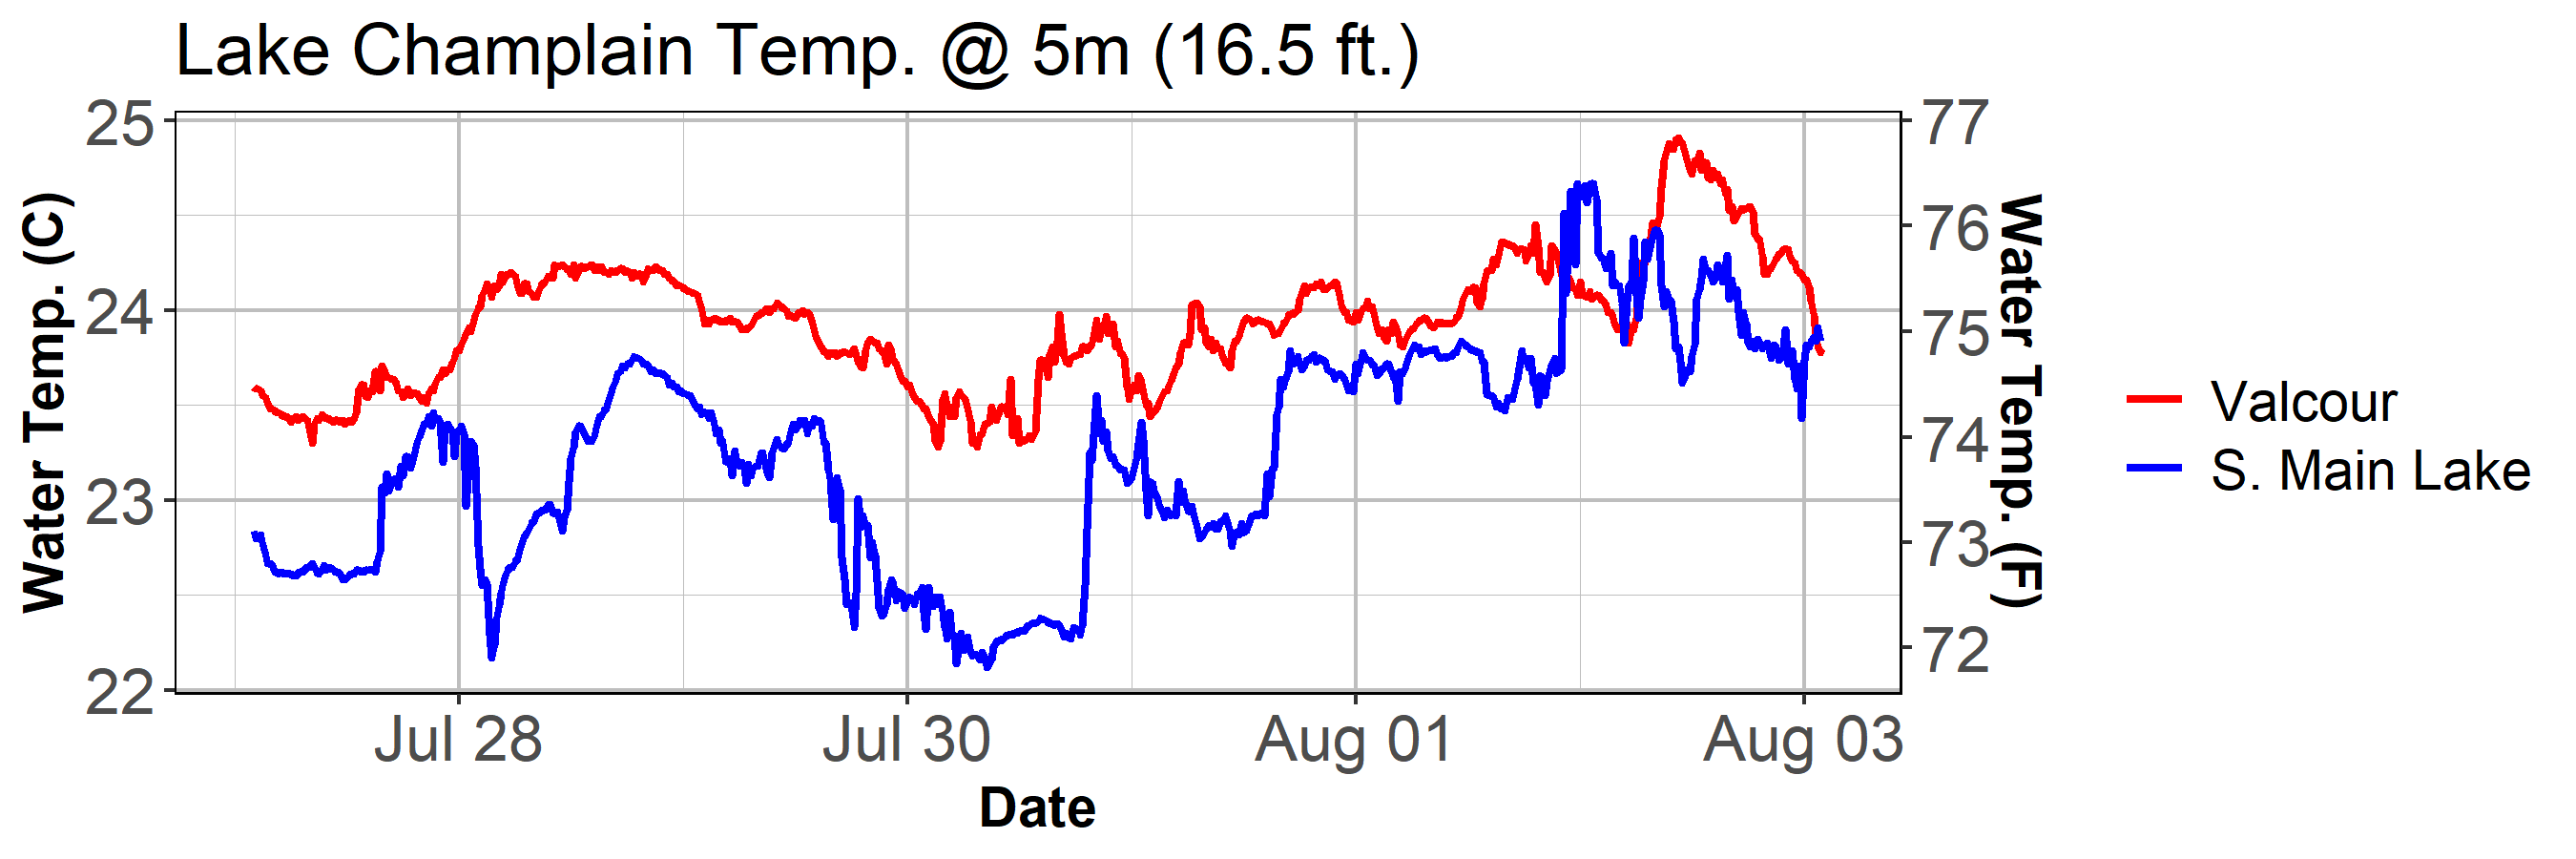 Lake Champlain Temp. @ 5m (16.5 ft.)
Water Temp. (C)
25
24
23
22
77
76
75
74
73
72
Water Temp. (F)
Jul 28
Jul 30
Aug 01
Aug 03
Date
Valcour
S. Main Lake